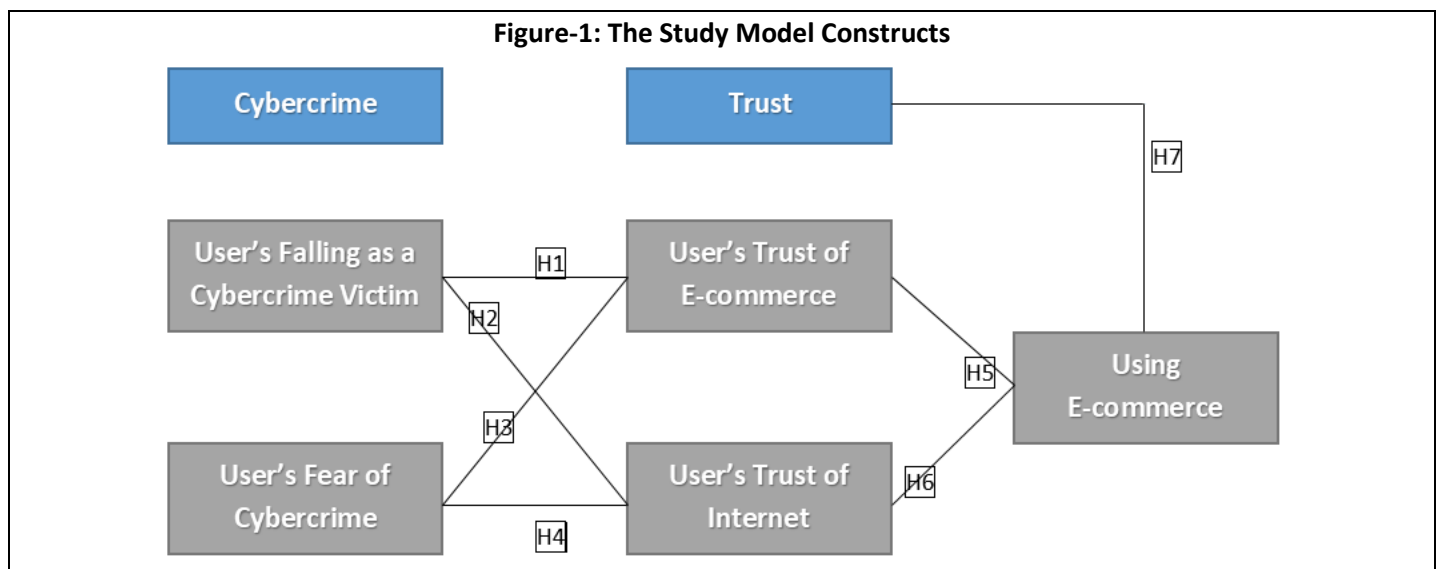 Figure-1: The Study Model Constructs
Cybercrime
Trust
H7
User's Falling as a
Cybercrime Victim
H1
User's Trust of
E-commerce
H2
H5
Using
E-commerce
H3
User's Fear of
Cybercrime
H4
User's Trust of
Internet
H6